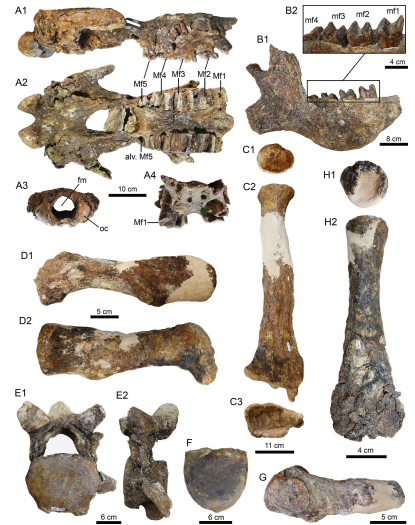 A1
Mf5 Mf4 Mf3 Mf2 Mf1
A2
alv. Mf5
A3
fm
oc
10 cm
A4
Mf1
B1
B2
mf4 mf3 mf2 mf1
4 cm
8 cm
C1
C2
C3
11 cm
D1
5 cm
D2
E1
E2
6 cm
F
6 cm
G
5 cm
H1
H2
4 cm